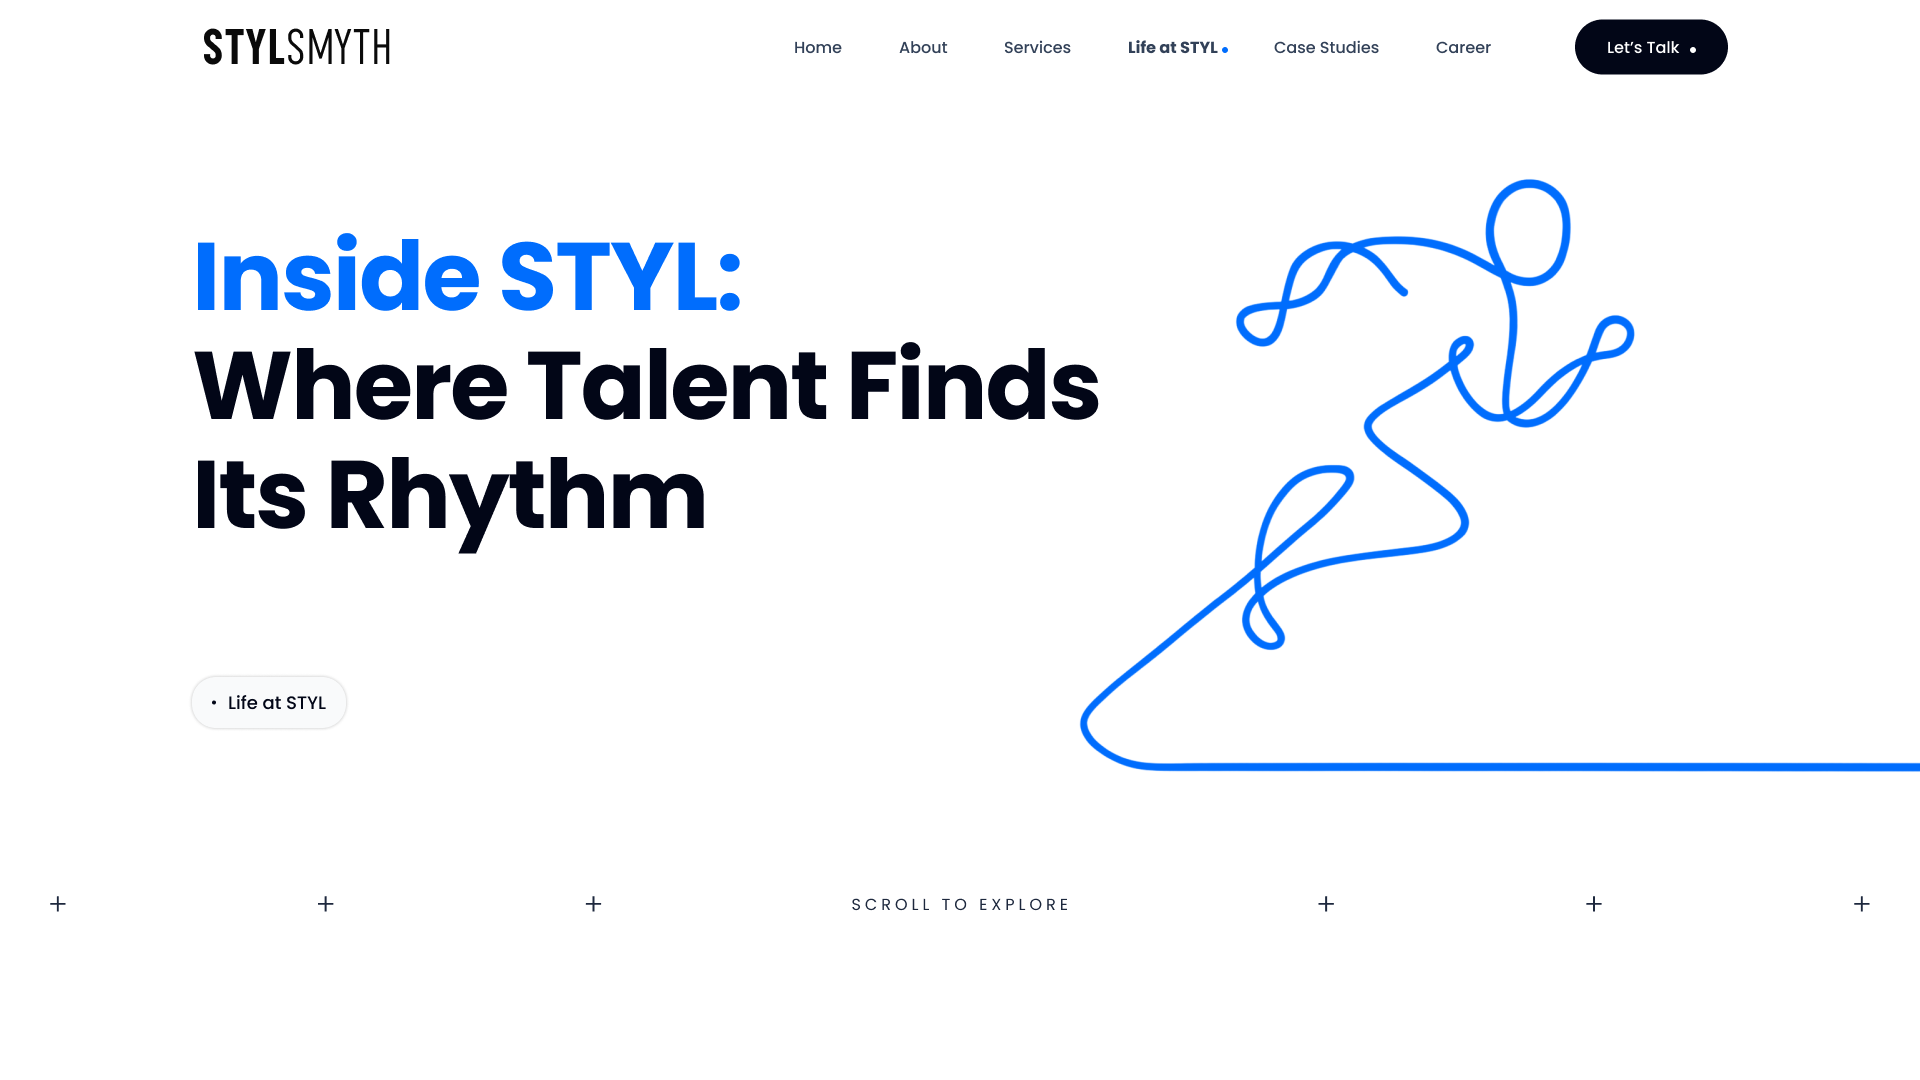 STYLSMYTH
Home About Services Life at STYL Case Studies Career Let’s Talk
Inside STYL:
Where Talent Finds
Its Rhythm
• Life at STYL
SCROLL TO EXPLORE